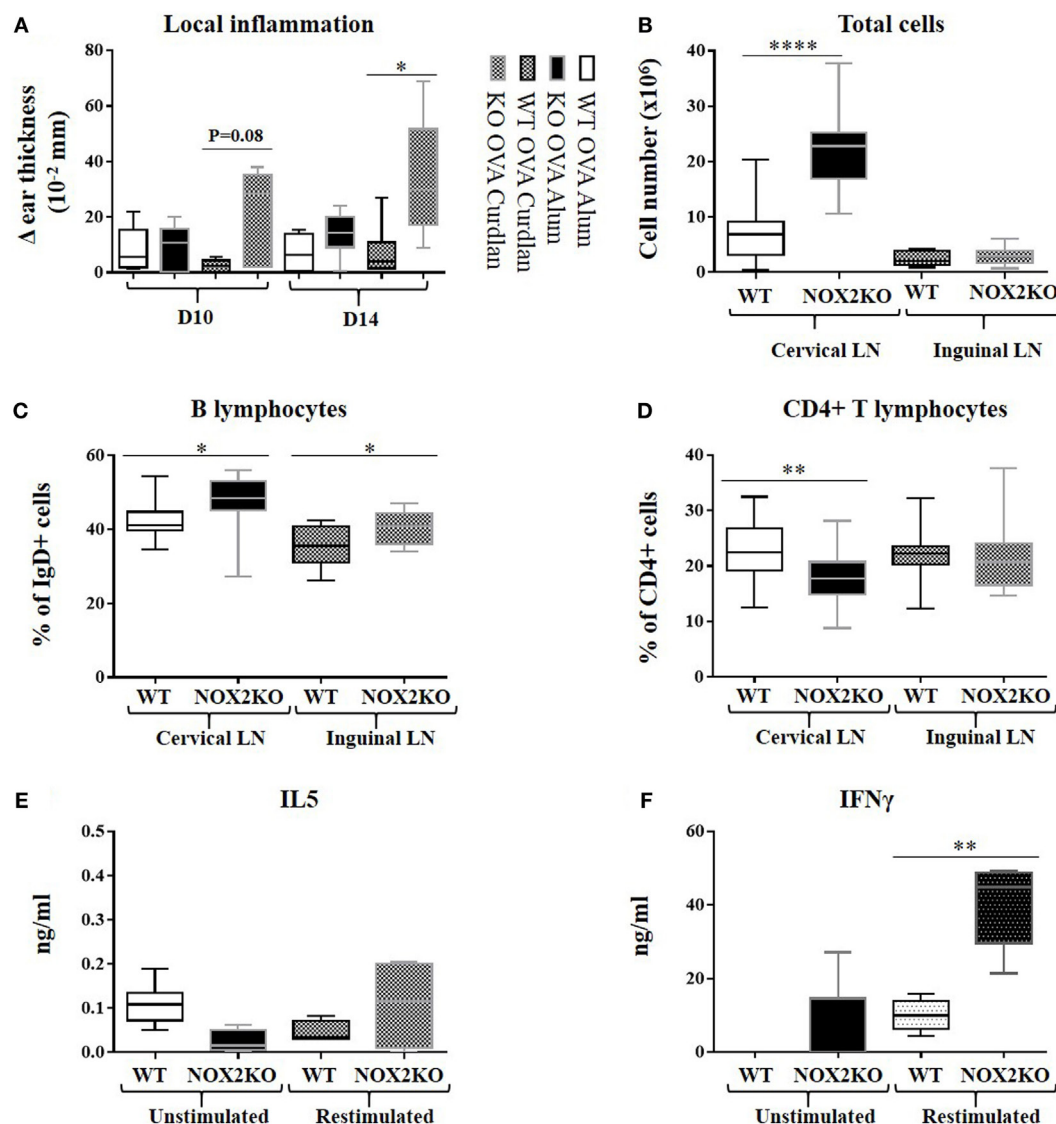 A
Local inflammation
Δ ear thickness
(10⁻² mm)
80
60
40
20
0
P=0.08
*
D10
D14
KO OVA Curdlan
WT OVA Curdlan
KO OVA Alum
WT OVA Alum
B
Total cells
Cell number (x10⁶)
40
30
20
10
0
****
WT
NOX2KO
WT
NOX2KO
Cervical LN
Inguinal LN
C
B lymphocytes
% of IgD+ cells
60
40
20
0
*
*
WT
NOX2KO
WT
NOX2KO
Cervical LN
Inguinal LN
D
CD4+ T lymphocytes
% of CD4+ cells
40
30
20
10
0
**
WT
NOX2KO
WT
NOX2KO
Cervical LN
Inguinal LN
E
IL5
ng/ml
0.5
0.4
0.3
0.2
0.1
0.0
WT
NOX2KO
WT
NOX2KO
Unstimulated
Restimulated
F
IFNγ
ng/ml
60
40
20
0
**
WT
NOX2KO
WT
NOX2KO
Unstimulated
Restimulated